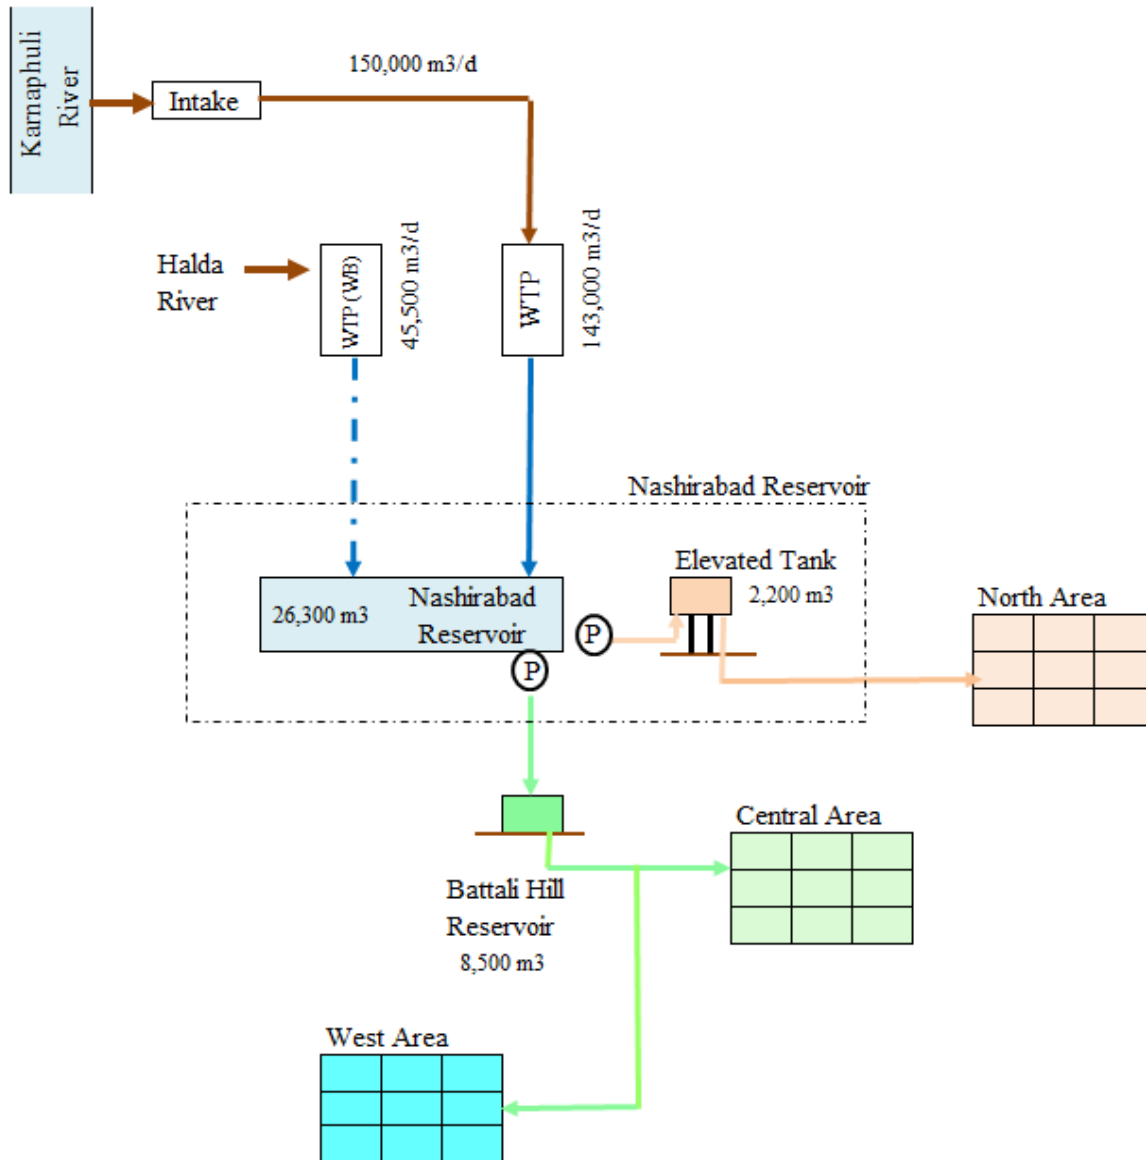 Karnaphuli
River
Intake
150,000 m3/d
Halda
River
WTP (WB)
45,500 m3/d
WTP
143,000 m3/d
Nashirabad Reservoir
26,300 m3
Nashirabad
Reservoir
P
P
Elevated Tank
2,200 m3
North Area
Battali Hill
Reservoir
8,500 m3
Central Area
West Area